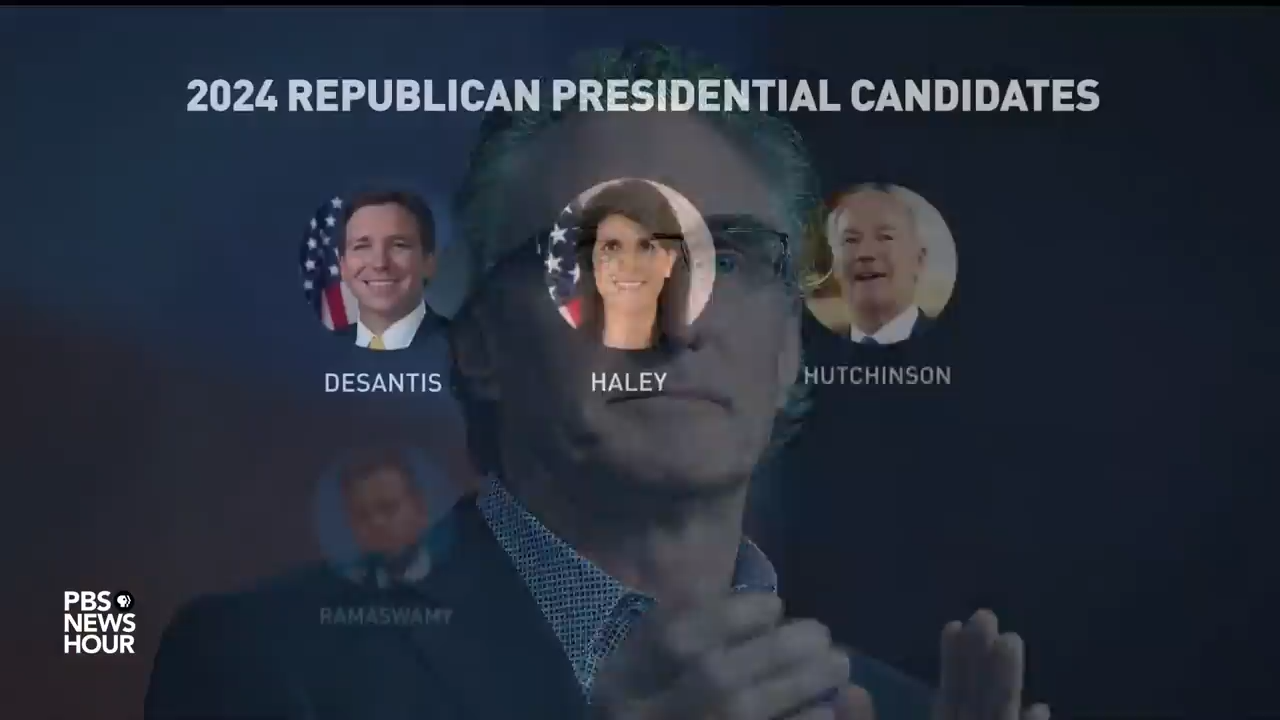 2024 REPUBLICAN PRESIDENTIAL CANDIDATES
DESANTIS
HALEY
HUTCHINSON
RAMASWAMY
PBS
NEWS
HOUR